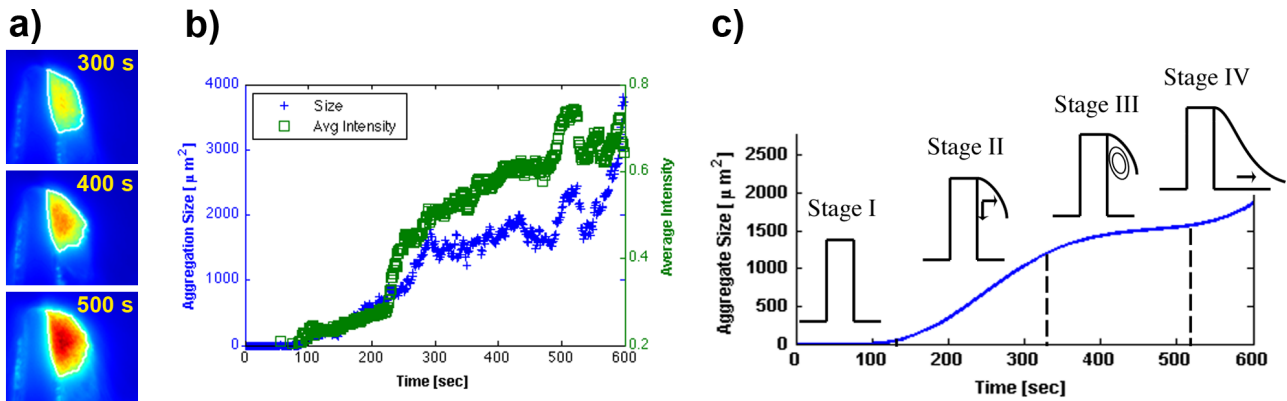 a)
300 s
400 s
500 s
b)
4000
3000
2000
1000
0
Aggregation Size [ μ m²]
Size
Avg Intensity
0.8
0.6
0.4
0.2
Average Intensity
0 100 200 300 400 500 600
Time [sec]
c)
2500
2000
1500
1000
500
0
Aggregate Size [ μ m²]
Stage I
Stage II
Stage III
Stage IV
0 100 200 300 400 500 600
Time [sec]